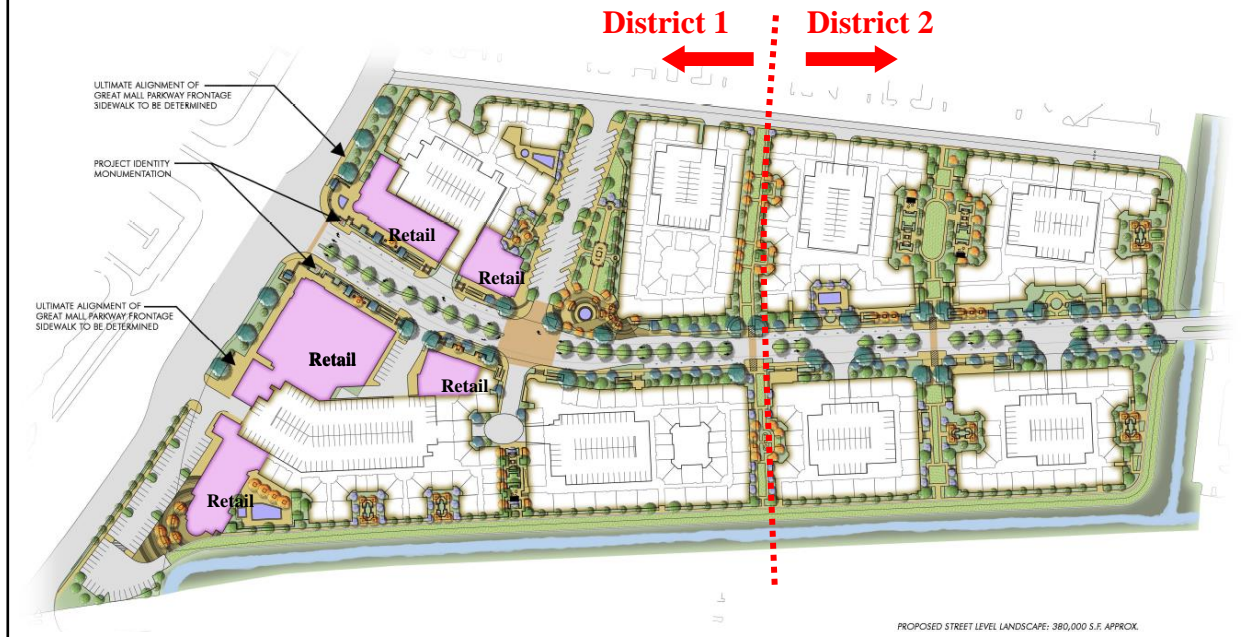 District 1
District 2
ULTIMATE ALIGNMENT OF
GREAT MALL PARKWAY FRONTAGE
SIDEWALK TO BE DETERMINED
PROJECT IDENTITY
MONUMENTATION
Retail
Retail
ULTIMATE ALIGNMENT OF
GREAT MALL PARKWAY FRONTAGE
SIDEWALK TO BE DETERMINED
Retail
Retail
Retail
PROPOSED STREET LEVEL LANDSCAPE: 380,000 S.F. APPROX.